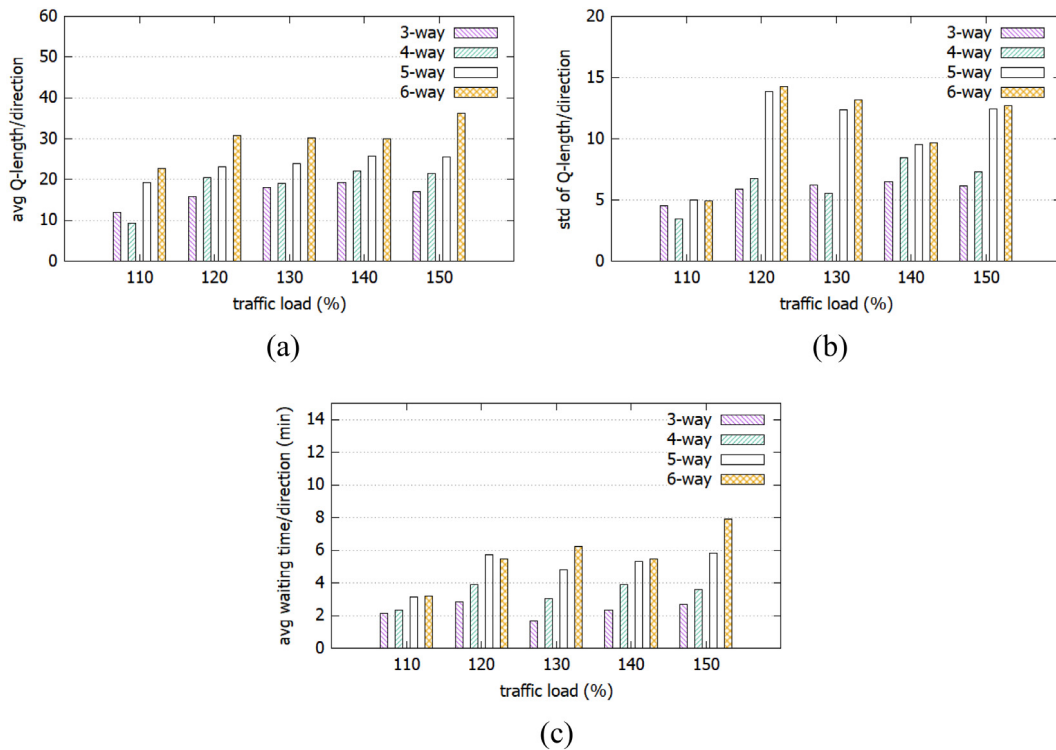 60
50
40
30
20
10
0
avg Q-length/direction
3-way
4-way
5-way
6-way
110 120 130 140 150
traffic load (%)
(a)
20
15
10
5
0
std of Q-length/direction
3-way
4-way
5-way
6-way
110 120 130 140 150
traffic load (%)
(b)
14
12
10
8
6
4
2
0
avg waiting time/direction (min)
3-way
4-way
5-way
6-way
110 120 130 140 150
traffic load (%)
(c)